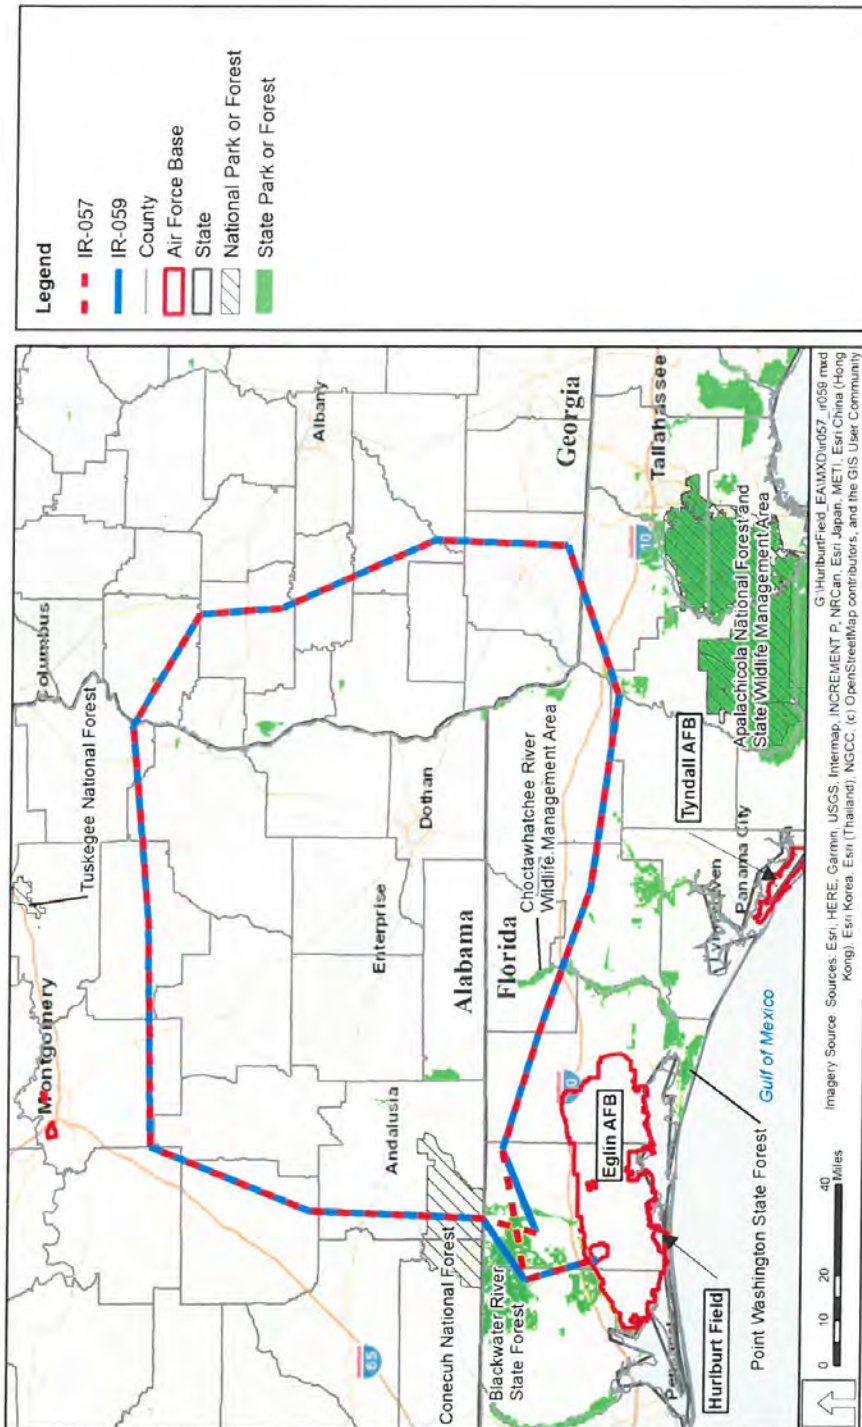 Legend
IR-057
IR-059
County
Air Force Base
State
National Park or Forest
State Park or Forest
Columbus
Tuskegee National Forest
Montgomery
Albany
Dothan
Enterprise
Andalusia
Alabama
Florida
Georgia
Choctawhatchee River
Wildlife Management Area
Conecuh National Forest
Blackwater River
State Forest
65
10
Tallahassee
Apalachicola National Forest and
State Wildlife Management Area
Tyndall AFB
Panama City
Eglin AFB
Hurlburt Field
Point Washington State Forest
Gulf of Mexico
0 10 20 40
Miles
G:\HurlburtField_EA\MXD\ir057_ir059.mxd
Imagery Source Sources: Esri, HERE, Garmin, USGS, Intermap, INCREMENT P, NRCan, Esri Japan, METI, Esri China (Hong
Kong), Esri Korea, Esri (Thailand), NGCC, (c) OpenStreetMap contributors, and the GIS User Community